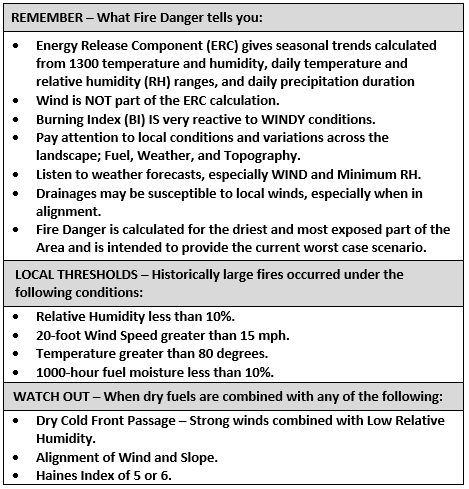 REMEMBER – What Fire Danger tells you:
• Energy Release Component (ERC) gives seasonal trends calculated
from 1300 temperature and humidity, daily temperature and
relative humidity (RH) ranges, and daily precipitation duration
• Wind is NOT part of the ERC calculation.
• Burning Index (BI) IS very reactive to WINDY conditions.
• Pay attention to local conditions and variations across the
landscape; Fuel, Weather, and Topography.
• Listen to weather forecasts, especially WIND and Minimum RH.
• Drainages may be susceptible to local winds, especially when in
alignment.
• Fire Danger is calculated for the driest and most exposed part of the
Area and is intended to provide the current worst case scenario.
LOCAL THRESHOLDS – Historically large fires occurred under the
following conditions:
• Relative Humidity less than 10%.
• 20-foot Wind Speed greater than 15 mph.
• Temperature greater than 80 degrees.
• 1000-hour fuel moisture less than 10%.
WATCH OUT – When dry fuels are combined with any of the following:
• Dry Cold Front Passage – Strong winds combined with Low Relative
Humidity.
• Alignment of Wind and Slope.
• Haines Index of 5 or 6.